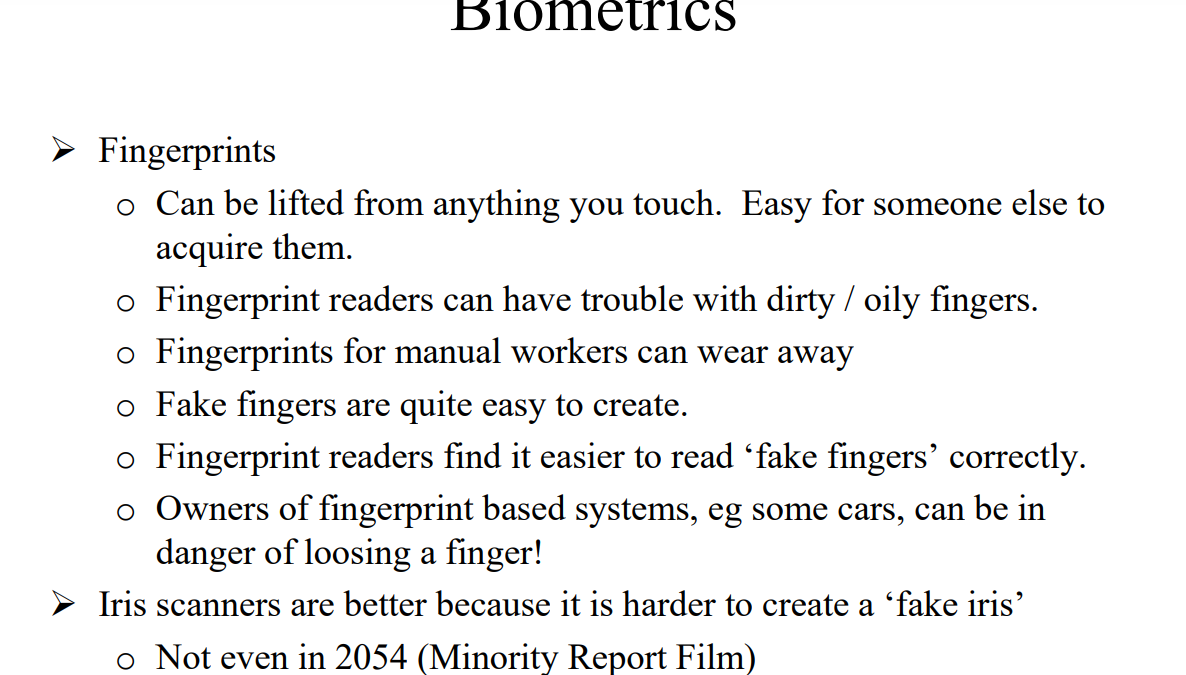 Biometrics
➢ Fingerprints
o Can be lifted from anything you touch.  Easy for someone else to
acquire them.
o Fingerprint readers can have trouble with dirty / oily fingers.
o Fingerprints for manual workers can wear away
o Fake fingers are quite easy to create.
o Fingerprint readers find it easier to read ‘fake fingers’ correctly.
o Owners of fingerprint based systems, eg some cars, can be in
danger of loosing a finger!
➢ Iris scanners are better because it is harder to create a ‘fake iris’
o Not even in 2054 (Minority Report Film)